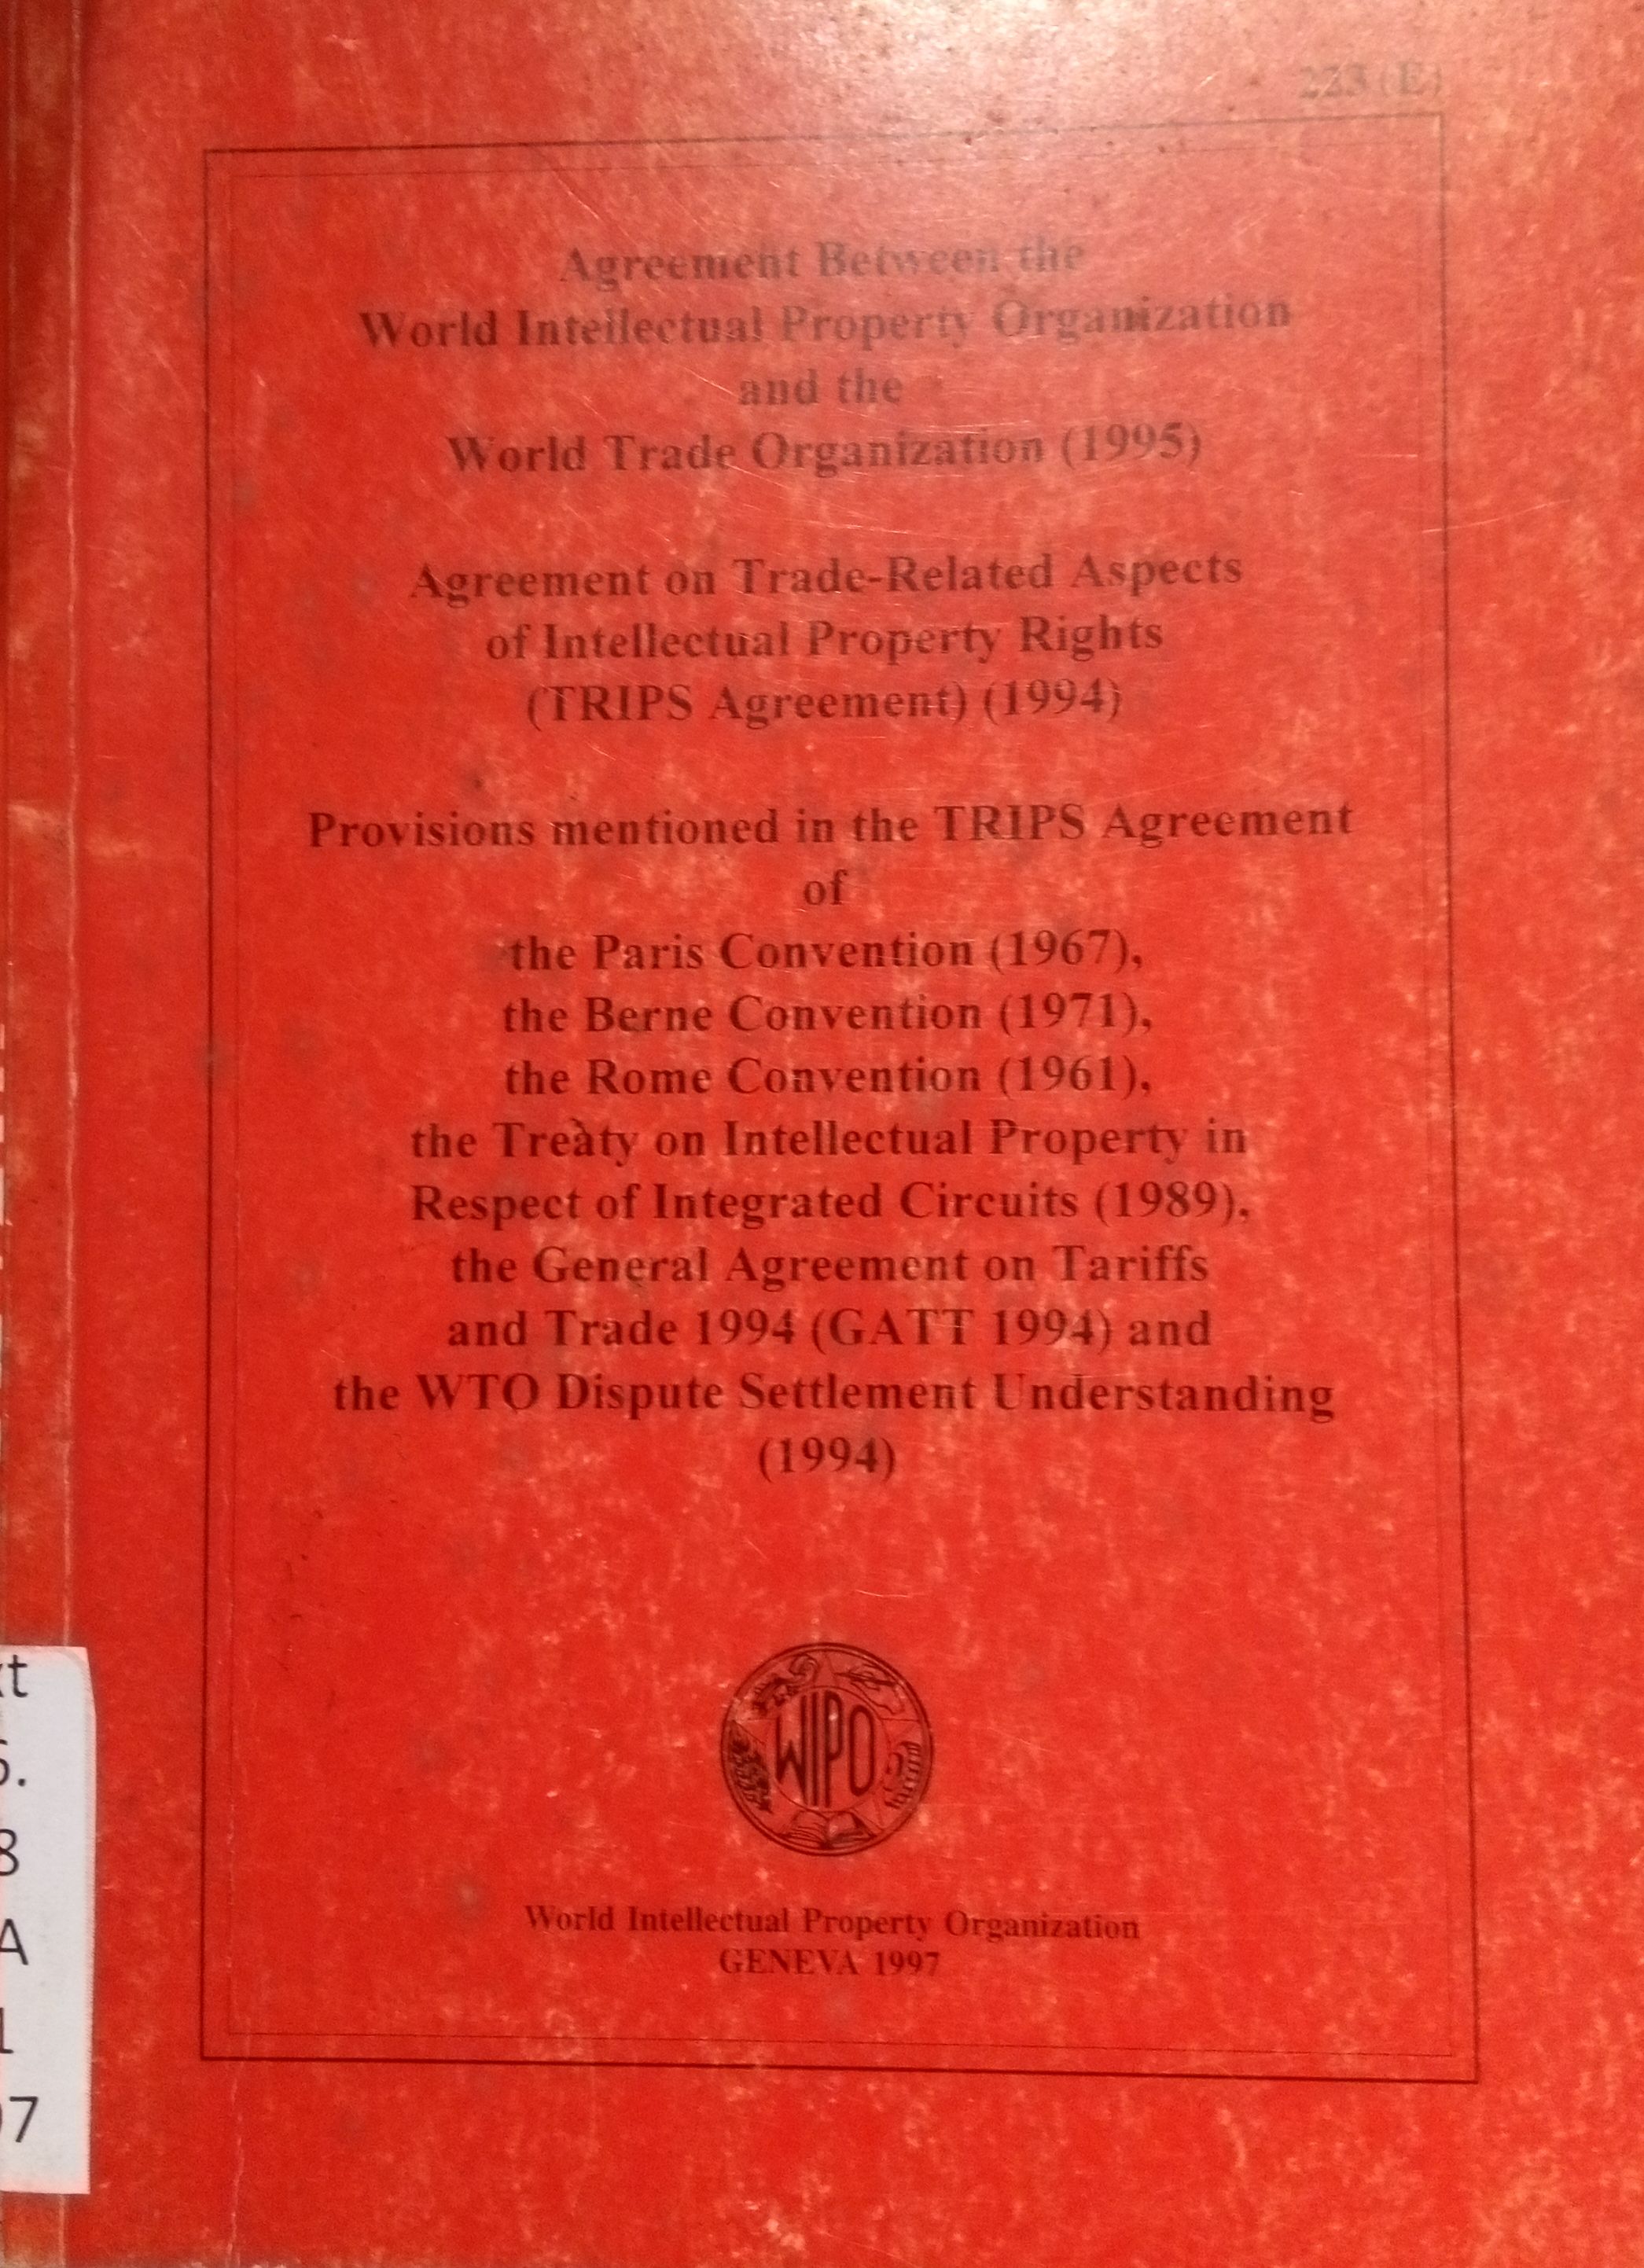 223 (E)
Agreement Between the
World Intellectual Property Organization
and the
World Trade Organization (1995)
Agreement on Trade-Related Aspects
of Intellectual Property Rights
(TRIPS Agreement) (1994)
Provisions mentioned in the TRIPS Agreement
of
the Paris Convention (1967),
the Berne Convention (1971),
the Rome Convention (1961),
the Treaty on Intellectual Property in
Respect of Integrated Circuits (1989),
the General Agreement on Tariffs
and Trade 1994 (GATT 1994) and
the WTO Dispute Settlement Understanding
(1994)
WIPO
World Intellectual Property Organization
GENEVA 1997